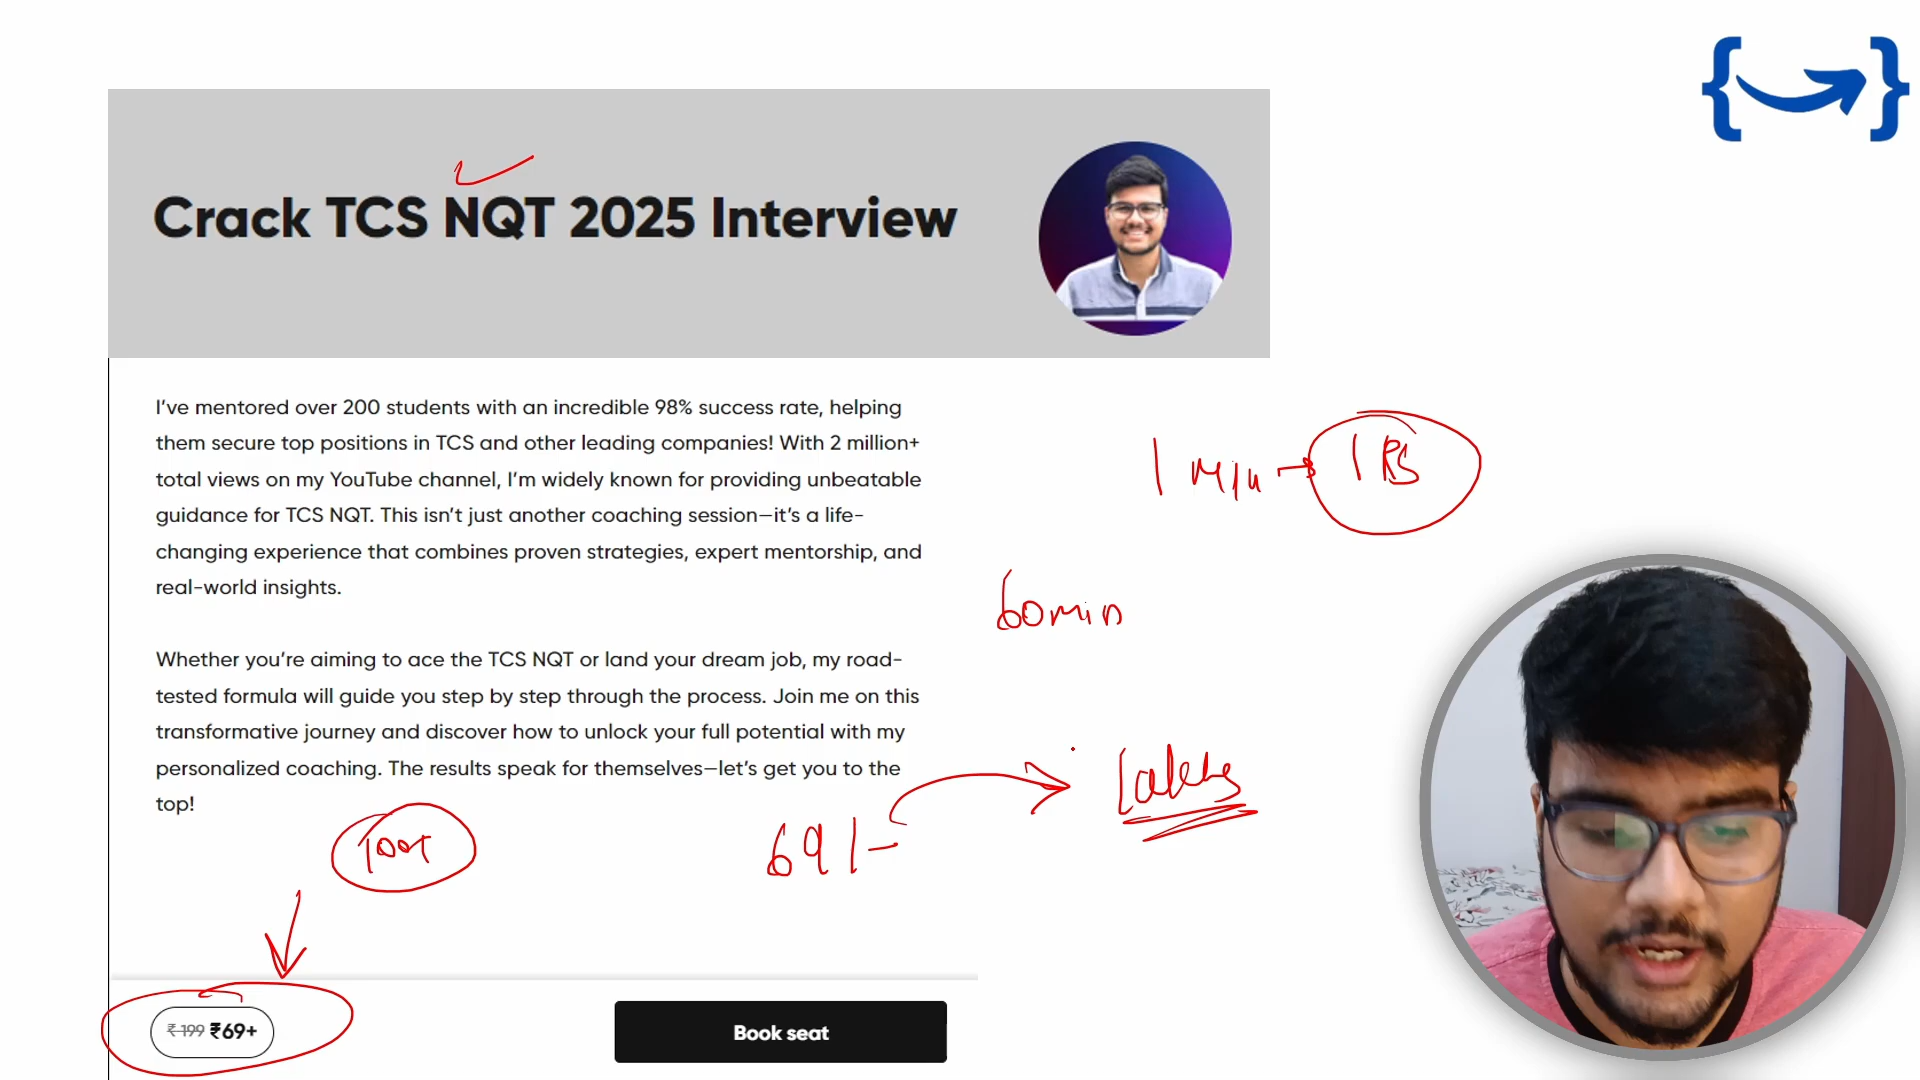 Crack TCS NQT 2025 Interview
I've mentored over 200 students with an incredible 98% success rate, helping
them secure top positions in TCS and other leading companies! With 2 million+
total views on my YouTube channel, I'm widely known for providing unbeatable
guidance for TCS NQT. This isn't just another coaching session—it's a life-
changing experience that combines proven strategies, expert mentorship, and
real-world insights.
Whether you're aiming to ace the TCS NQT or land your dream job, my road-
tested formula will guide you step by step through the process. Join me on this
transformative journey and discover how to unlock your full potential with my
personalized coaching. The results speak for themselves—let's get you to the
top!
1 min → 1 RS
60 min
69/-
₹199 ₹69+
Book seat